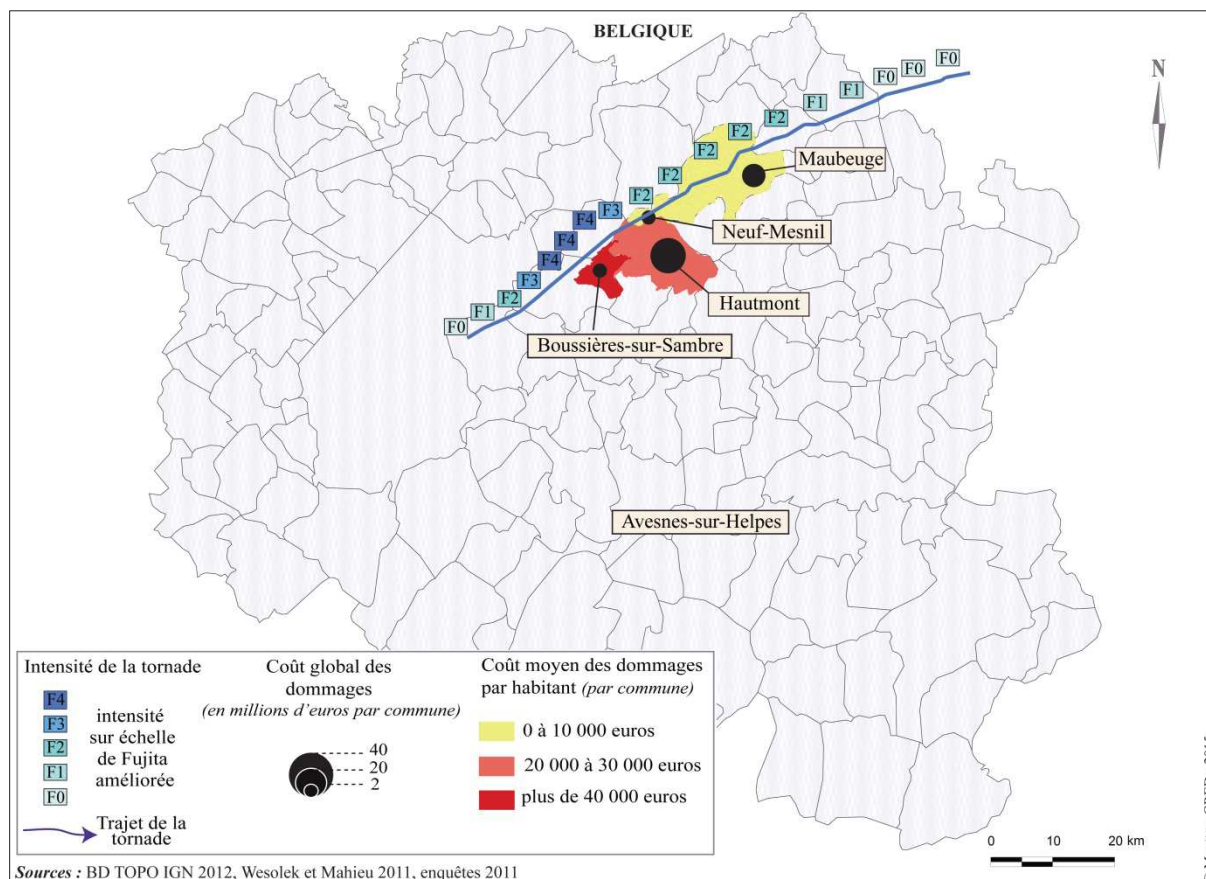 BELGIQUE
N
F0
F1
F2
F3
F4
F4
F4
F3
F2
F2
F2
F2
F2
F1
F1
F0
F0
F0
Maubeuge
Neuf-Mesnil
Hautmont
Boussières-sur-Sambre
Avesnes-sur-Helpes
Intensité de la tornade
F4
F3
F2
F1
F0
intensité
sur échelle
de Fujita
améliorée
Trajet de la
tornade
Coût global des
dommages
(en millions d'euros par commune)
40
20
2
Coût moyen des dommages
par habitant (par commune)
0 à 10 000 euros
20 000 à 30 000 euros
plus de 40 000 euros
0 10 20 km
Sources : BD TOPO IGN 2012, Wesolek et Mahieu 2011, enquêtes 2011